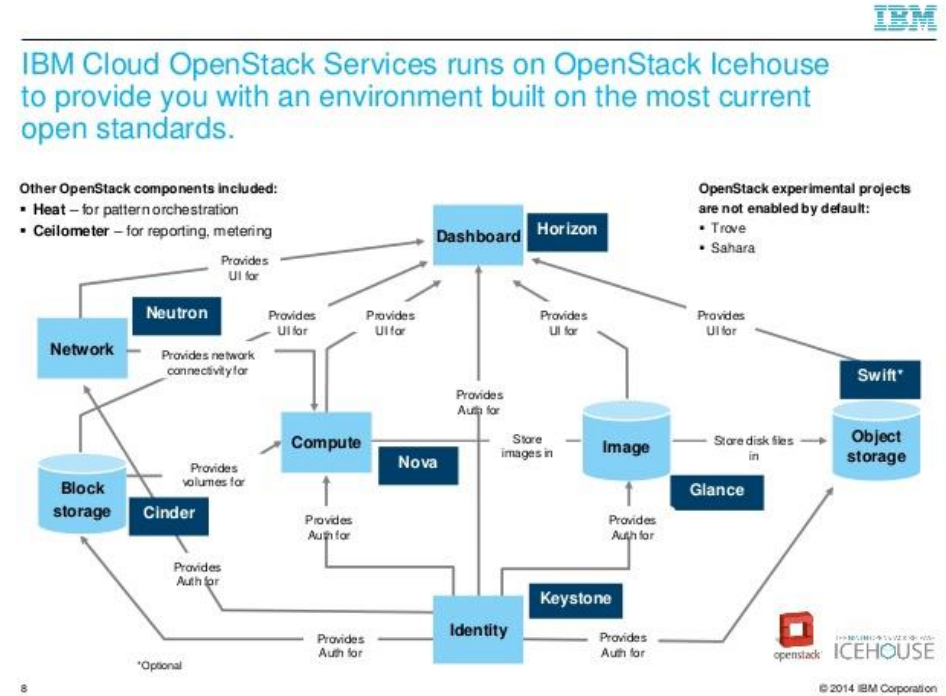 IBM
IBM Cloud OpenStack Services runs on OpenStack Icehouse
to provide you with an environment built on the most current
open standards.
Other OpenStack components included:
▪ Heat – for pattern orchestration
▪ Ceilometer – for reporting, metering
OpenStack experimental projects
are not enabled by default:
▪ Trove
▪ Sahara
Dashboard
Horizon
Provides
UI for
Neutron
Network
Provides
UI for
Provides
UI for
Provides
UI for
Provides
UI for
Provides network
connectivity for
Swift*
Provides
Auth for
Compute
Nova
Store
images in
Image
Glance
Store disk files
in
Object
storage
Provides
volumes for
Block
storage
Cinder
Provides
Auth for
Provides
Auth for
Provides
Auth for
Keystone
Identity
Provides
Auth for
Provides
Auth for
*Optional
openstack
ICEHOUSE
8
© 2014 IBM Corporation